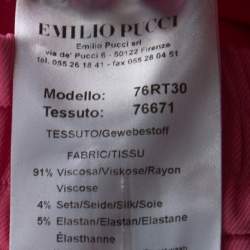 EMILIO PUCCI
Emilio Pucci srl
via de' Pucci 6 - 50122 Firenze
tel. 055 26 18 41 - fax 055 28 04 51
Modello: 76RT30
Tessuto: 76671
TESSUTO/Gewebestoff
FABRIC/TISSU
91% Viscosa/Viskose/Rayon
Viscose
4% Seta/Seide/Silk/Soie
5% Elastan/Elastan/Elastane
Élasthanne